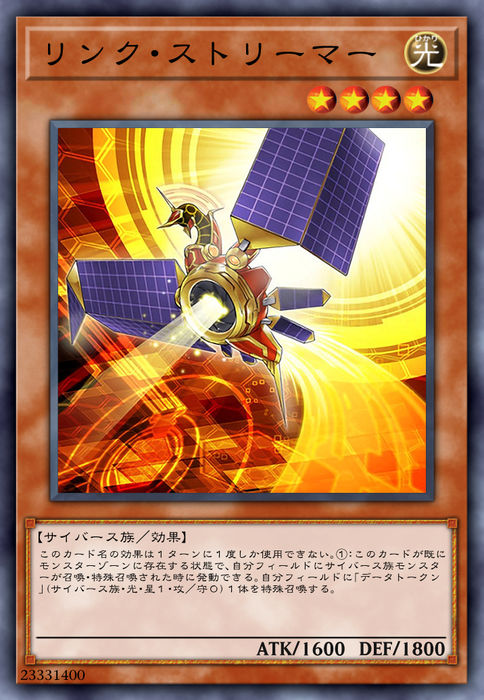 リンク・ストリーマー
ひかり
光
【サイバース族／効果】
このカード名の効果は1ターンに1度しか使用できない。①:このカードが既に
モンスターゾーンに存在する状態で、自分フィールドにサイバース族モンスタ
ーが召喚・特殊召喚された時に発動できる。自分フィールドに「データトークン
」(サイバース族・光・星1・攻／守０)1体を特殊召喚する。
ATK/1600 DEF/1800
23331400